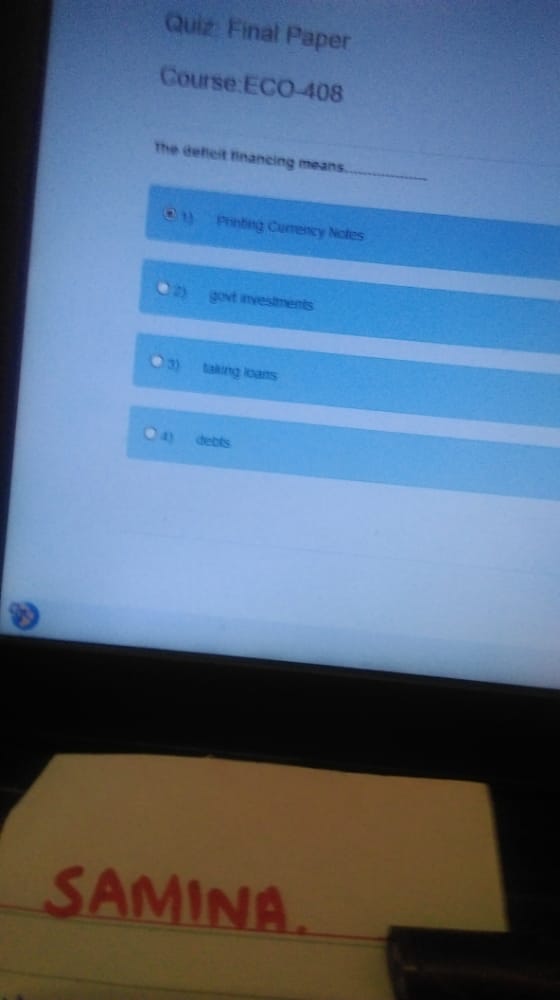 Quiz: Final Paper
Course:ECO-408
The deficit financing means..................
1) Printing Currency Notes
2) govt investments
3) taking loans
4) debts
SAMINA.